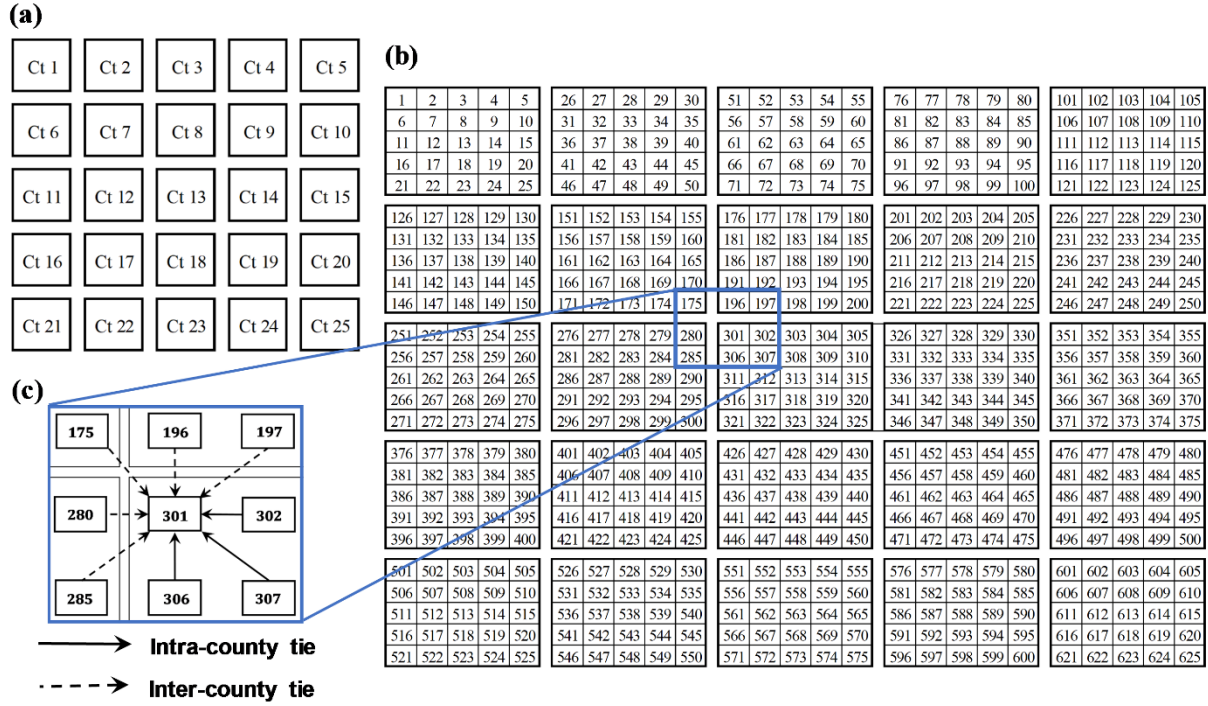 (a)
Ct 1 Ct 2 Ct 3 Ct 4 Ct 5
Ct 6 Ct 7 Ct 8 Ct 9 Ct 10
Ct 11 Ct 12 Ct 13 Ct 14 Ct 15
Ct 16 Ct 17 Ct 18 Ct 19 Ct 20
Ct 21 Ct 22 Ct 23 Ct 24 Ct 25
(b)
1 2 3 4 5 26 27 28 29 30 51 52 53 54 55 76 77 78 79 80 101 102 103 104 105
6 7 8 9 10 31 32 33 34 35 56 57 58 59 60 81 82 83 84 85 106 107 108 109 110
11 12 13 14 15 36 37 38 39 40 61 62 63 64 65 86 87 88 89 90 111 112 113 114 115
16 17 18 19 20 41 42 43 44 45 66 67 68 69 70 91 92 93 94 95 116 117 118 119 120
21 22 23 24 25 46 47 48 49 50 71 72 73 74 75 96 97 98 99 100 121 122 123 124 125
126 127 128 129 130 151 152 153 154 155 176 177 178 179 180 201 202 203 204 205 226 227 228 229 230
131 132 133 134 135 156 157 158 159 160 181 182 183 184 185 206 207 208 209 210 231 232 233 234 235
136 137 138 139 140 161 162 163 164 165 186 187 188 189 190 211 212 213 214 215 236 237 238 239 240
141 142 143 144 145 166 167 168 169 170 191 192 193 194 195 216 217 218 219 220 241 242 243 244 245
146 147 148 149 150 171 172 173 174 175 196 197 198 199 200 221 222 223 224 225 246 247 248 249 250
251 252 253 254 255 276 277 278 279 280 301 302 303 304 305 326 327 328 329 330 351 352 353 354 355
256 257 258 259 260 281 282 283 284 285 306 307 308 309 310 331 332 333 334 335 356 357 358 359 360
261 262 263 264 265 286 287 288 289 290 311 312 313 314 315 336 337 338 339 340 361 362 363 364 365
266 267 268 269 270 291 292 293 294 295 316 317 318 319 320 341 342 343 344 345 366 367 368 369 370
271 272 273 274 275 296 297 298 299 300 321 322 323 324 325 346 347 348 349 350 371 372 373 374 375
376 377 378 379 380 401 402 403 404 405 426 427 428 429 430 451 452 453 454 455 476 477 478 479 480
381 382 383 384 385 406 407 408 409 410 431 432 433 434 435 456 457 458 459 460 481 482 483 484 485
386 387 388 389 390 411 412 413 414 415 436 437 438 439 440 461 462 463 464 465 486 487 488 489 490
391 392 393 394 395 416 417 418 419 420 441 442 443 444 445 466 467 468 469 470 491 492 493 494 495
396 397 398 399 400 421 422 423 424 425 446 447 448 449 450 471 472 473 474 475 496 497 498 499 500
501 502 503 504 505 526 527 528 529 530 551 552 553 554 555 576 577 578 579 580 601 602 603 604 605
506 507 508 509 510 531 532 533 534 535 556 557 558 559 560 581 582 583 584 585 606 607 608 609 610
511 512 513 514 515 536 537 538 539 540 561 562 563 564 565 586 587 588 589 590 611 612 613 614 615
516 517 518 519 520 541 542 543 544 545 566 567 568 569 570 591 592 593 594 595 616 617 618 619 620
521 522 523 524 525 546 547 548 549 550 571 572 573 574 575 596 597 598 599 600 621 622 623 624 625
(c)
175 196 197
280 301 302
285 306 307
Intra-county tie
Inter-county tie